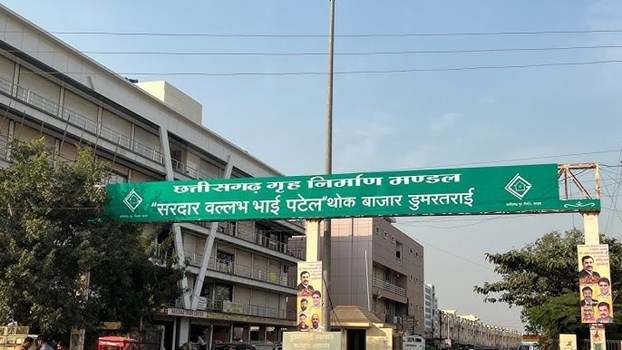 छत्तीसगढ़ गृह निर्माण मण्डल
"सरदार वल्लभ भाई पटेल" थोक बाजार डुमरतराई